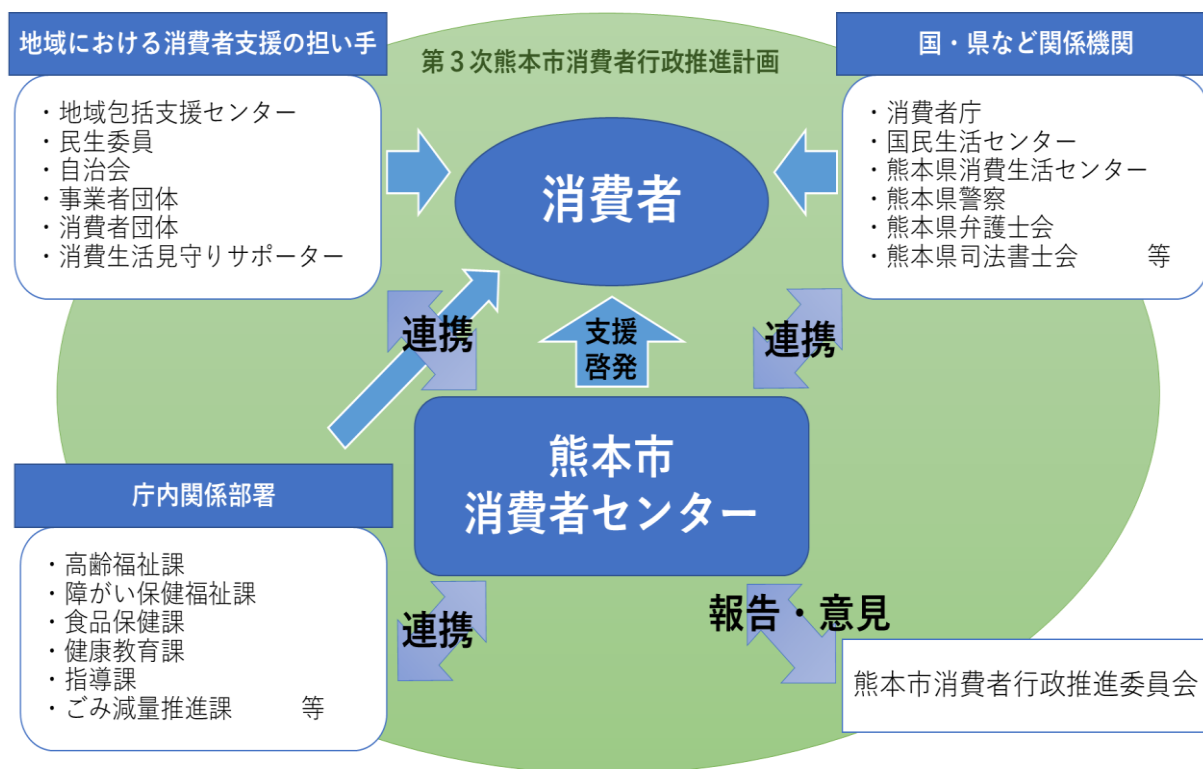 地域における消費者支援の担い手
・地域包括支援センター
・民生委員
・自治会
・事業者団体
・消費者団体
・消費生活見守りサポーター
第３次熊本市消費者行政推進計画
国・県など関係機関
・消費者庁
・国民生活センター
・熊本県消費生活センター
・熊本県警察
・熊本県弁護士会
・熊本県司法書士会　　　等
消費者
連携
支援
啓発
連携
熊本市
消費者センター
庁内関係部署
・高齢福祉課
・障がい保健福祉課
・食品保健課
・健康教育課
・指導課
・ごみ減量推進課　　　等
連携
報告・意見
熊本市消費者行政推進委員会